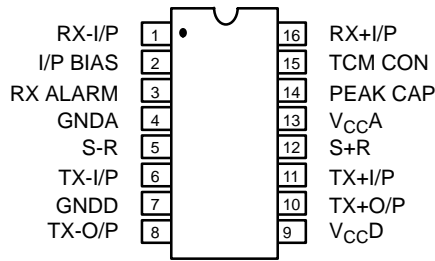 RX-I/P 1 16 RX+I/P
I/P BIAS 2 15 TCM CON
RX ALARM 3 14 PEAK CAP
GNDA 4 13 VCCA
S-R 5 12 S+R
TX-I/P 6 11 TX+I/P
GNDD 7 10 TX+O/P
TX-O/P 8 9 VCCD